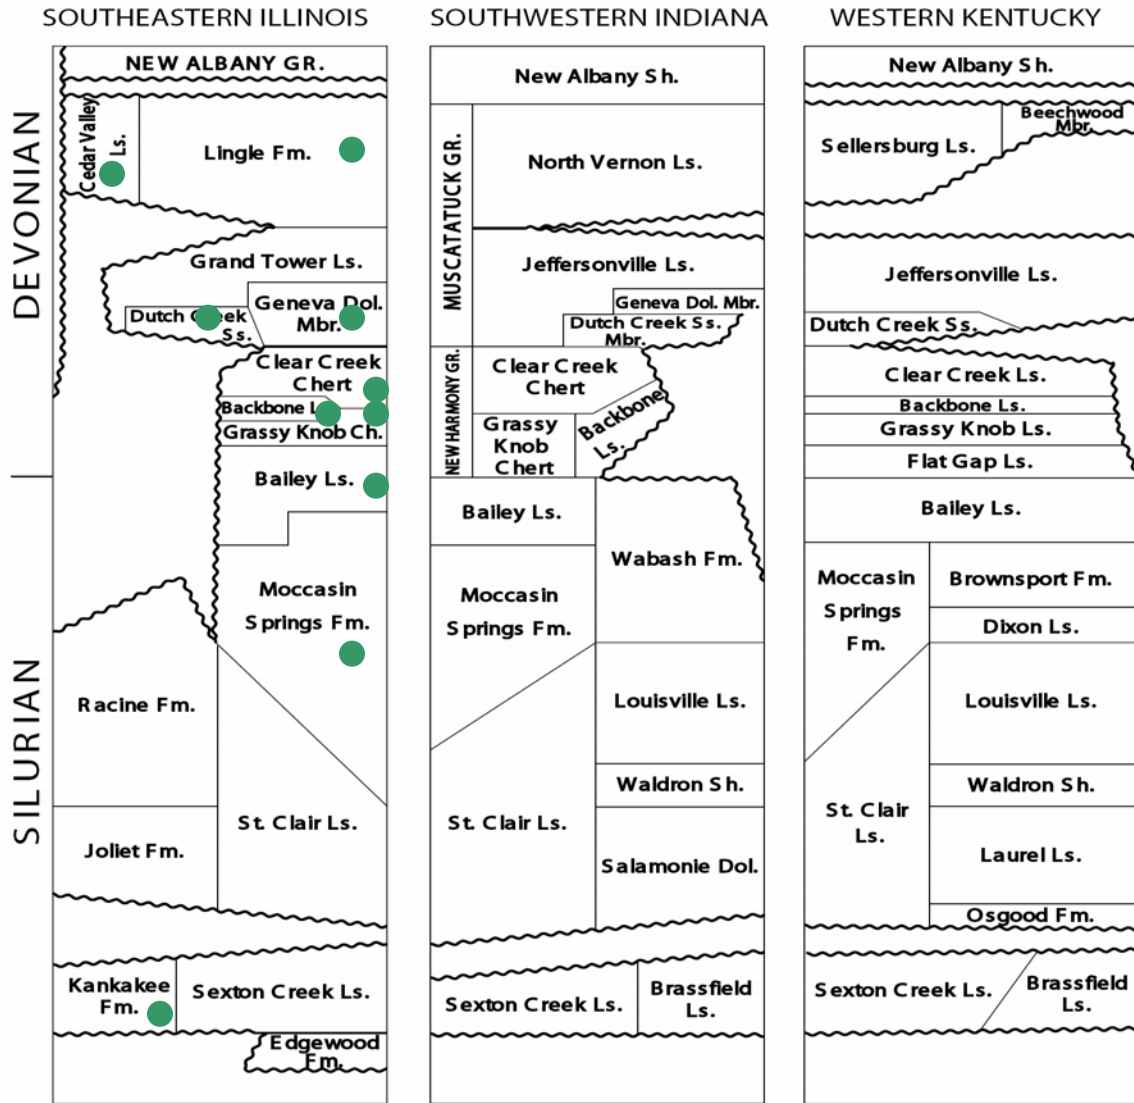 SOUTHEASTERN ILLINOIS
SOUTHWESTERN INDIANA
WESTERN KENTUCKY
DEVONIAN
SILURIAN
NEW ALBANY GR.
Cedar Valley
Ls.
Lingle Fm.
Grand Tower Ls.
Geneva Dol.
Mbr.
Dutch Creek
Ss.
Clear Creek
Chert
Backbone L
Grassy Knob Ch.
Bailey Ls.
Moccasin
Springs Fm.
Racine Fm.
St. Clair Ls.
Joliet Fm.
Kankakee
Fm.
Sexton Creek Ls.
Edgewood
Fm.
New Albany Sh.
MUSCATATUCK GR.
North Vernon Ls.
Jeffersonville Ls.
Geneva Dol. Mbr.
Dutch Creek Ss.
Mbr.
NEW HARMONY GR.
Clear Creek
Chert
Grassy
Knob
Chert
Backbone
Ls.
Bailey Ls.
Wabash Fm.
Moccasin
Springs Fm.
Louisville Ls.
Waldron Sh.
St. Clair Ls.
Salamonie Dol.
Sexton Creek Ls.
Brassfield
Ls.
New Albany Sh.
Sellersburg Ls.
Beechwood
Mbr.
Jeffersonville Ls.
Dutch Creek Ss.
Clear Creek Ls.
Backbone Ls.
Grassy Knob Ls.
Flat Gap Ls.
Bailey Ls.
Moccasin
Springs
Fm.
Brownsport Fm.
Dixon Ls.
Louisville Ls.
Waldron Sh.
St. Clair
Ls.
Laurel Ls.
Osgood Fm.
Sexton Creek Ls.
Brassfield
Ls.